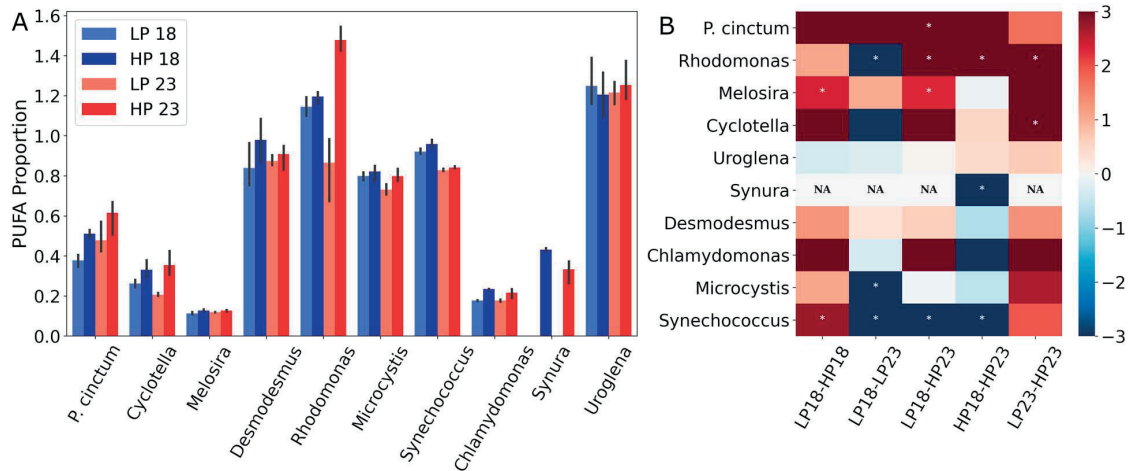 A
PUFA Proportion
1.6
1.4
1.2
1.0
0.8
0.6
0.4
0.2
0.0
LP 18
HP 18
LP 23
HP 23
P. cinctum
Cyclotella
Melosira
Desmodesmus
Rhodomonas
Microcystis
Synechococcus
Chlamydomonas
Synura
Uroglena
B
P. cinctum *
Rhodomonas * * * *
Melosira * *
Cyclotella *
Uroglena
Synura NA NA NA * NA
Desmodesmus
Chlamydomonas
Microcystis *
Synechococcus * * * *
LP18-HP18
LP18-LP23
LP18-HP23
HP18-HP23
LP23-HP23
3
2
1
0
−1
−2
−3